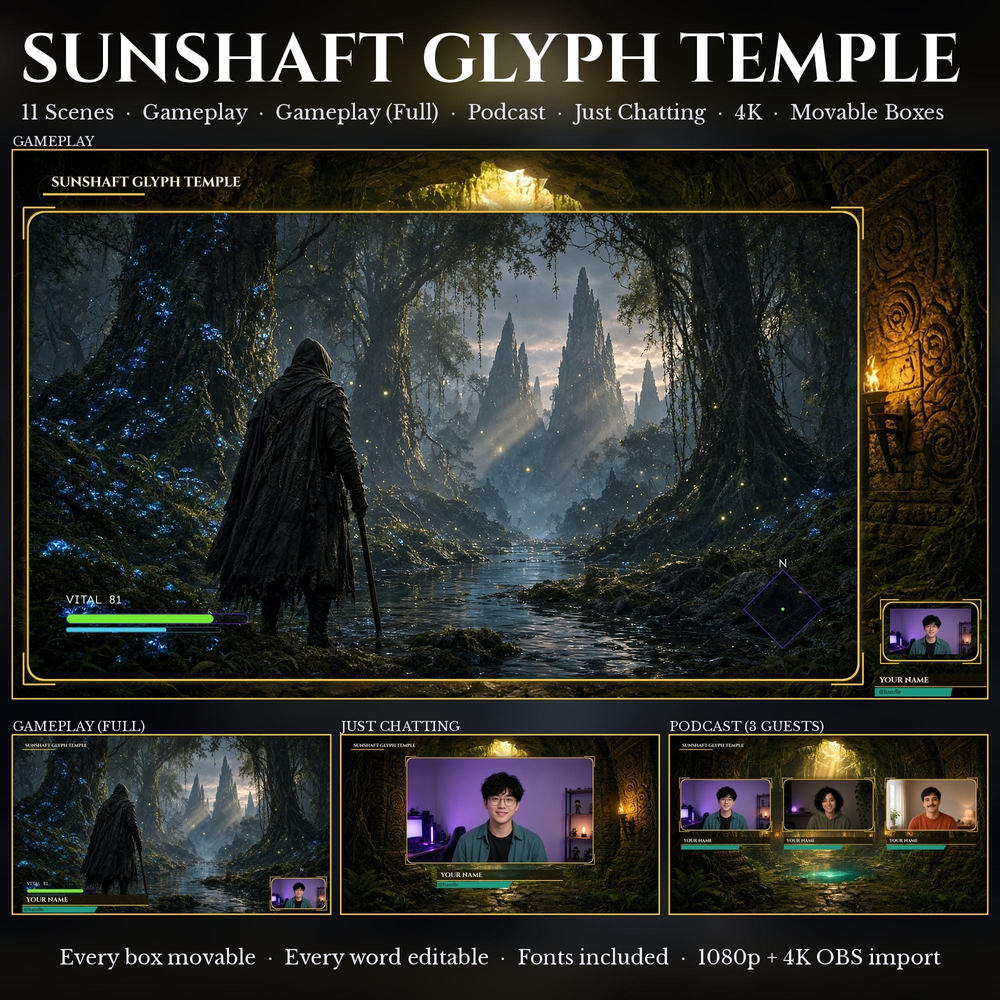 SUNSHAFT GLYPH TEMPLE
11 Scenes · Gameplay · Gameplay (Full) · Podcast · Just Chatting · 4K · Movable Boxes
GAMEPLAY
SUNSHAFT GLYPH TEMPLE
VITAL 81
N
YOUR NAME
@handle
GAMEPLAY (FULL)
SUNSHAFT GLYPH TEMPLE
VITAL 81
YOUR NAME
@handle
JUST CHATTING
SUNSHAFT GLYPH TEMPLE
YOUR NAME
@handle
PODCAST (3 GUESTS)
SUNSHAFT GLYPH TEMPLE
YOUR NAME
YOUR NAME
YOUR NAME
Every box movable · Every word editable · Fonts included · 1080p + 4K OBS import